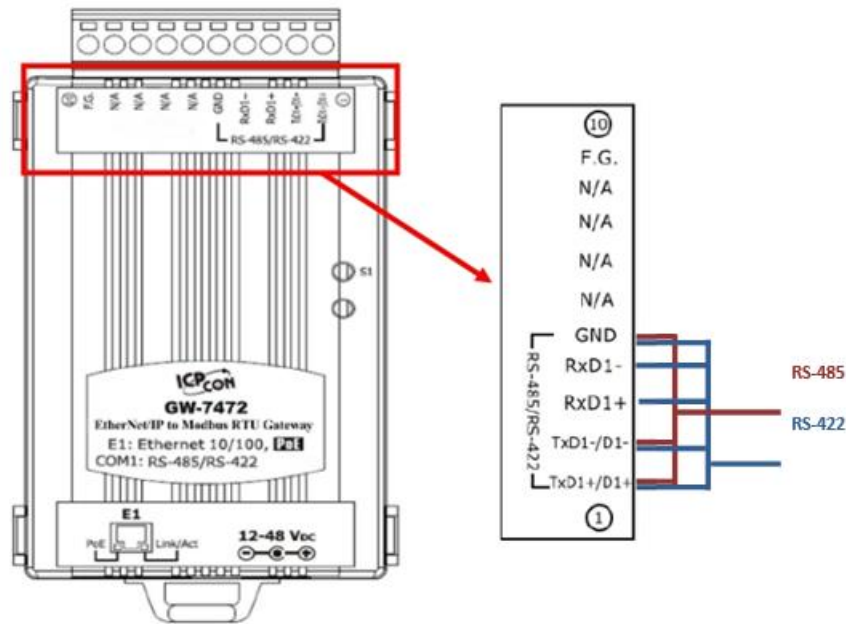 ⑩ F.G. N/A N/A N/A N/A GND RxD1- RxD1+ TxD1-/D1- TxD1+/D1+ ①
RS-485/RS-422
S1
ICP CON
GW-7472
EtherNet/IP to Modbus RTU Gateway
E1: Ethernet 10/100, PoE
COM1: RS-485/RS-422
E1
PoE
Link/Act
12-48 VDC
⑩
F.G.
N/A
N/A
N/A
N/A
GND
RxD1-
RxD1+
TxD1-/D1-
TxD1+/D1+
①
RS-485/RS-422
RS-485
RS-422